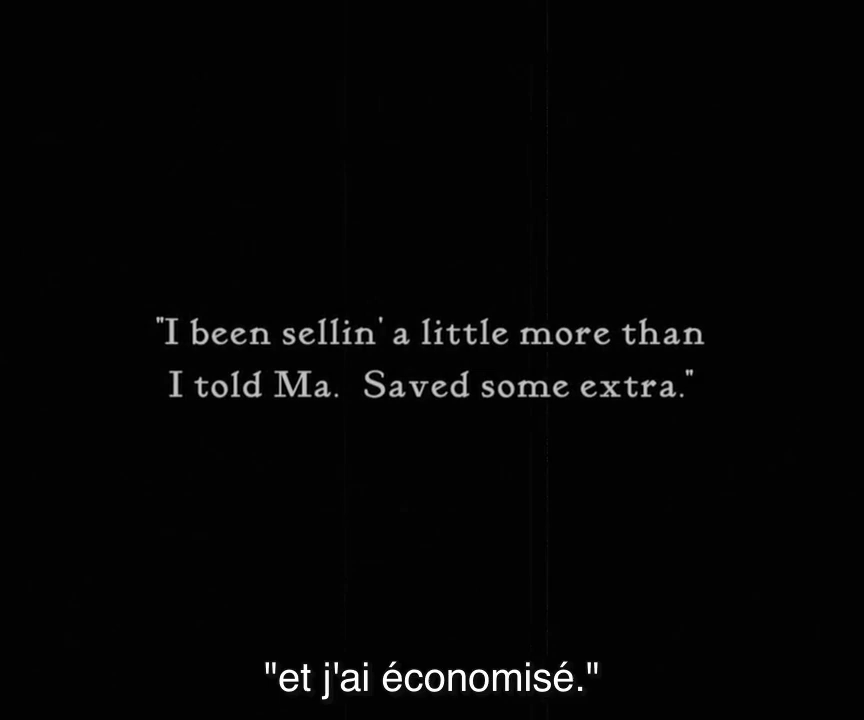 "I been sellin' a little more than
I told Ma. Saved some extra."
"et j'ai économisé."